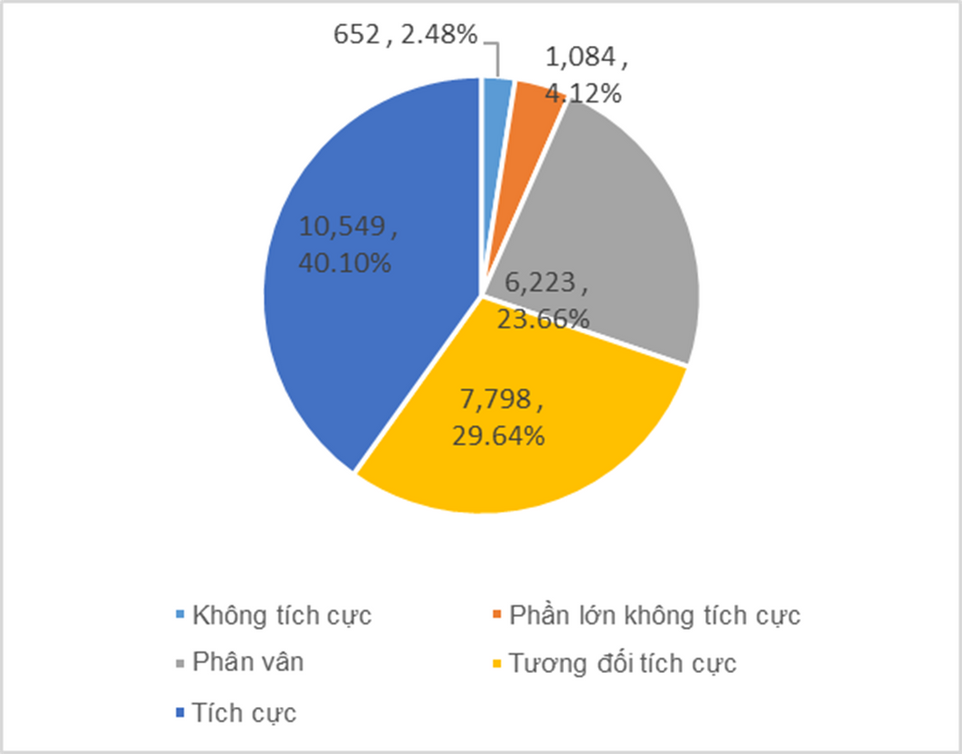 652 , 2.48%
1,084 ,
4.12%
10,549 ,
40.10%
6,223 ,
23.66%
7,798 ,
29.64%
Không tích cực
Phần lớn không tích cực
Phân vân
Tương đối tích cực
Tích cực